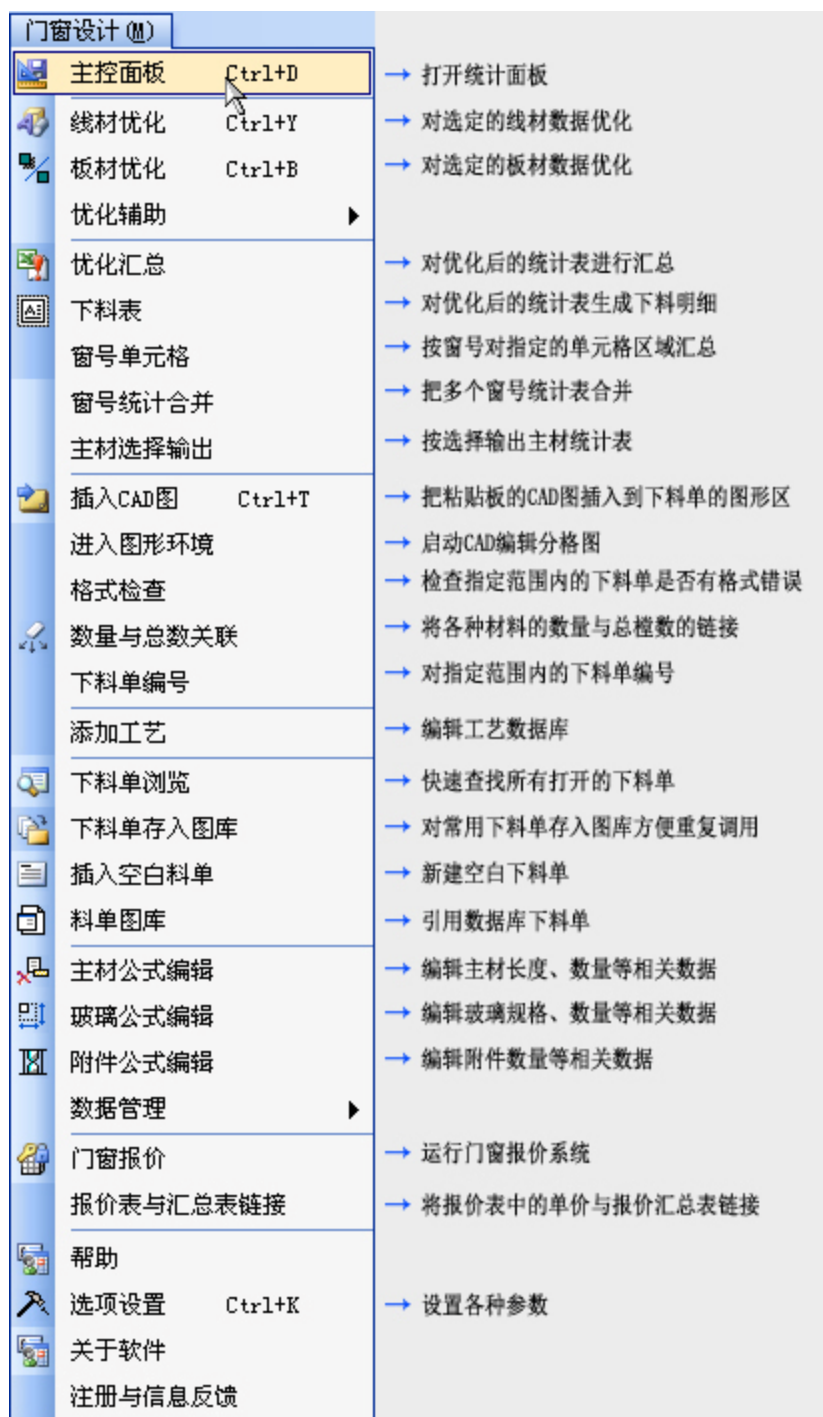 门窗设计(M)
主控面板 Ctrl+D → 打开统计面板
线材优化 Ctrl+Y → 对选定的线材数据优化
板材优化 Ctrl+B → 对选定的板材数据优化
优化辅助
优化汇总 → 对优化后的统计表进行汇总
下料表 → 对优化后的统计表生成下料明细
窗号单元格 → 按窗号对指定的单元格区域汇总
窗号统计合并 → 把多个窗号统计表合并
主材选择输出 → 按选择输出主材统计表
插入CAD图 Ctrl+T → 把粘贴板的CAD图插入到下料单的图形区
进入图形环境 → 启动CAD编辑分格图
格式检查 → 检查指定范围内的下料单是否有格式错误
数量与总数关联 → 将各种材料的数量与总樘数的链接
下料单编号 → 对指定范围内的下料单编号
添加工艺 → 编辑工艺数据库
下料单浏览 → 快速查找所有打开的下料单
下料单存入图库 → 对常用下料单存入图库方便重复调用
插入空白料单 → 新建空白下料单
料单图库 → 引用数据库下料单
主材公式编辑 → 编辑主材长度、数量等相关数据
玻璃公式编辑 → 编辑玻璃规格、数量等相关数据
附件公式编辑 → 编辑附件数量等相关数据
数据管理
门窗报价 → 运行门窗报价系统
报价表与汇总表链接 → 将报价表中的单价与报价汇总表链接
帮助
选项设置 Ctrl+K → 设置各种参数
关于软件
注册与信息反馈